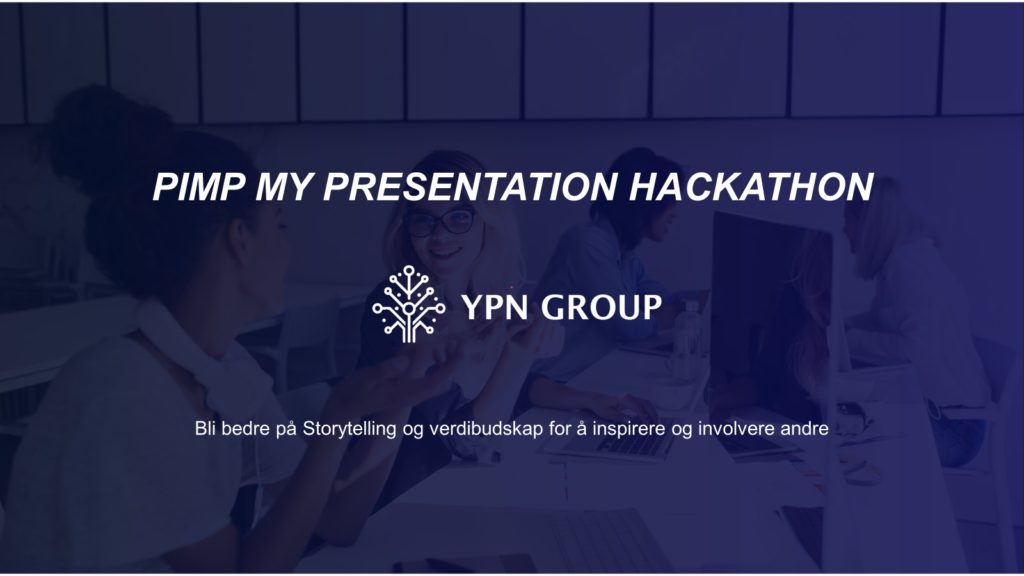 PIMP MY PRESENTATION HACKATHON
YPN GROUP
Bli bedre på Storytelling og verdibudskap for å inspirere og involvere andre